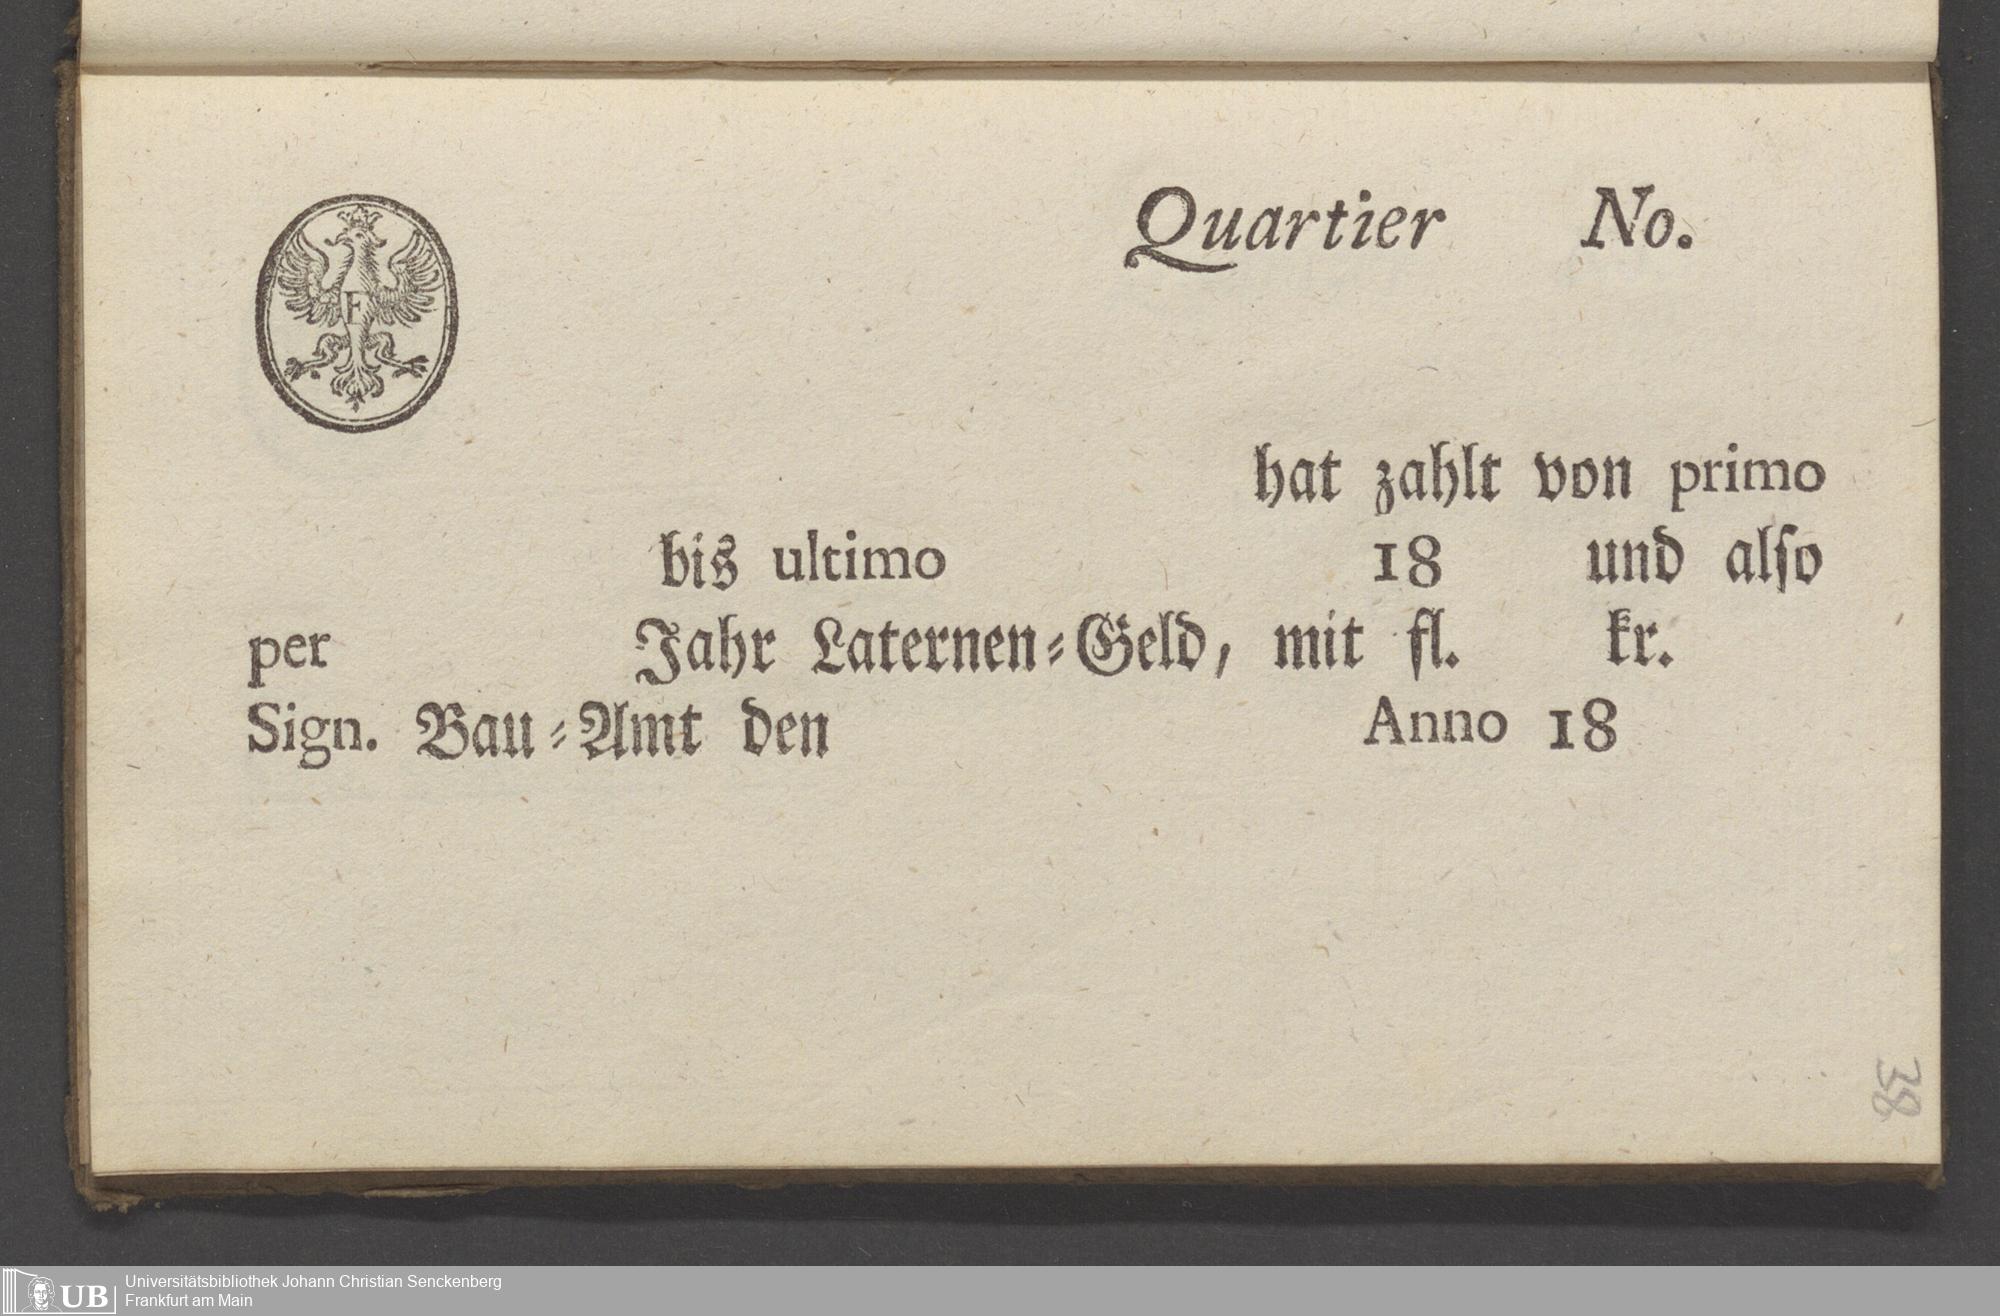 Quartier No.
F
hat zahlt von primo
bis ultimo 18 und alſo
per Jahr Laternen-Geld, mit fl. kr.
Sign. Bau-Amt den Anno 18
38
UB Universitätsbibliothek Johann Christian Senckenberg
Frankfurt am Main